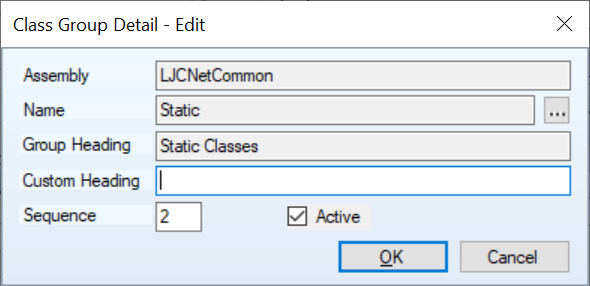 Class Group Detail - Edit
Assembly LJCNetCommon
Name Static ...
Group Heading Static Classes
Custom Heading
Sequence 2 Active
OK Cancel